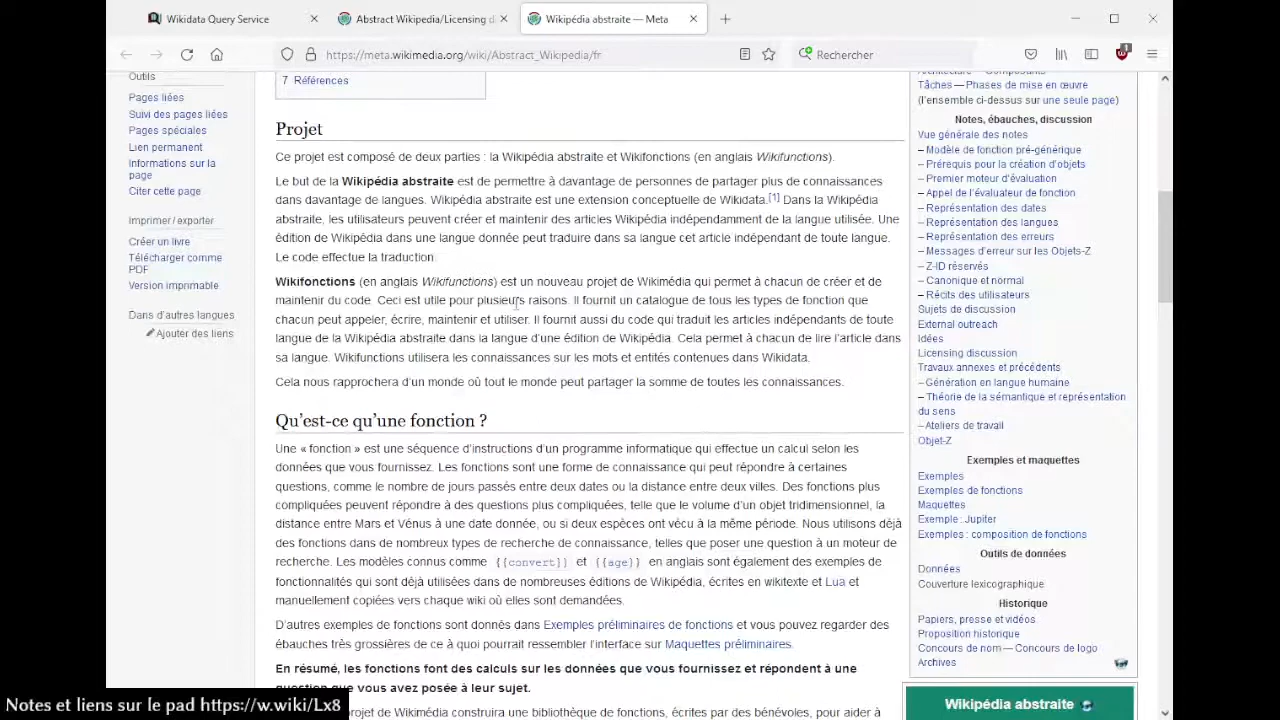 Wikidata Query Service
Abstract Wikipedia/Licensing d
Wikipédia abstraite — Meta
https://meta.wikimedia.org/wiki/Abstract_Wikipedia/fr
Rechercher
1
Outils
Pages liées
Suivi des pages liées
Pages spéciales
Lien permanent
Informations sur la
page
Citer cette page
Imprimer / exporter
Créer un livre
Télécharger comme
PDF
Version imprimable
Dans d'autres langues
Ajouter des liens
7 Références
Projet
Ce projet est composé de deux parties : la Wikipédia abstraite et Wikifonctions (en anglais Wikifunctions).
Le but de la Wikipédia abstraite est de permettre à davantage de personnes de partager plus de connaissances
dans davantage de langues. Wikipédia abstraite est une extension conceptuelle de Wikidata.[1] Dans la Wikipédia
abstraite, les utilisateurs peuvent créer et maintenir des articles Wikipédia indépendamment de la langue utilisée. Une
édition de Wikipédia dans une langue donnée peut traduire dans sa langue cet article indépendant de toute langue.
Le code effectue la traduction.
Wikifonctions (en anglais Wikifunctions) est un nouveau projet de Wikimédia qui permet à chacun de créer et de
maintenir du code. Ceci est utile pour plusieurs raisons. Il fournit un catalogue de tous les types de fonction que
chacun peut appeler, écrire, maintenir et utiliser. Il fournit aussi du code qui traduit les articles indépendants de toute
langue de la Wikipédia abstraite dans la langue d'une édition de Wikipédia. Cela permet à chacun de lire l'article dans
sa langue. Wikifunctions utilisera les connaissances sur les mots et entités contenues dans Wikidata.
Cela nous rapprochera d'un monde où tout le monde peut partager la somme de toutes les connaissances.
Qu'est-ce qu'une fonction ?
Une « fonction » est une séquence d'instructions d'un programme informatique qui effectue un calcul selon les
données que vous fournissez. Les fonctions sont une forme de connaissance qui peut répondre à certaines
questions, comme le nombre de jours passés entre deux dates ou la distance entre deux villes. Des fonctions plus
compliquées peuvent répondre à des questions plus compliquées, telle que le volume d'un objet tridimensionnel, la
distance entre Mars et Vénus à une date donnée, ou si deux espèces ont vécu à la même période. Nous utilisons déjà
des fonctions dans de nombreux types de recherche de connaissance, telles que poser une question à un moteur de
recherche. Les modèles connus comme {{convert}} et {{age}} en anglais sont également des exemples de
fonctionnalités qui sont déjà utilisées dans de nombreuses éditions de Wikipédia, écrites en wikitexte et Lua et
manuellement copiées vers chaque wiki où elles sont demandées.
D'autres exemples de fonctions sont donnés dans Exemples préliminaires de fonctions et vous pouvez regarder des
ébauches très grossières de ce à quoi pourrait ressembler l'interface sur Maquettes préliminaires.
En résumé, les fonctions font des calculs sur les données que vous fournissez et répondent à une
question que vous avez posée à leur sujet.
projet de Wikimédia construira une bibliothèque de fonctions, écrites par des bénévoles, pour aider à
Architecture — Composants
Tâches — Phases de mise en œuvre
(l'ensemble ci-dessus sur une seule page)
Notes, ébauches, discussion
Vue générale des notes
– Modèle de fonction pré-générique
– Prérequis pour la création d'objets
– Premier moteur d'évaluation
– Appel de l'évaluateur de fonction
– Représentation des dates
– Représentation des langues
– Représentation des erreurs
– Messages d'erreur sur les Objets-Z
– Z-ID réservés
– Canonique et normal
– Récits des utilisateurs
Sujets de discussion
External outreach
Idées
Licensing discussion
Travaux annexes et précédents
– Génération en langue humaine
– Théorie de la sémantique et représentation
du sens
– Ateliers de travail
Objet-Z
Exemples et maquettes
Exemples
Exemples de fonctions
Maquettes
Exemple : Jupiter
Exemples : composition de fonctions
Outils de données
Données
Couverture lexicographique
Historique
Papiers, presse et vidéos
Proposition historique
Concours de nom — Concours de logo
Archives
Wikipédia abstraite
Notes et liens sur le pad https://w.wiki/Lx8